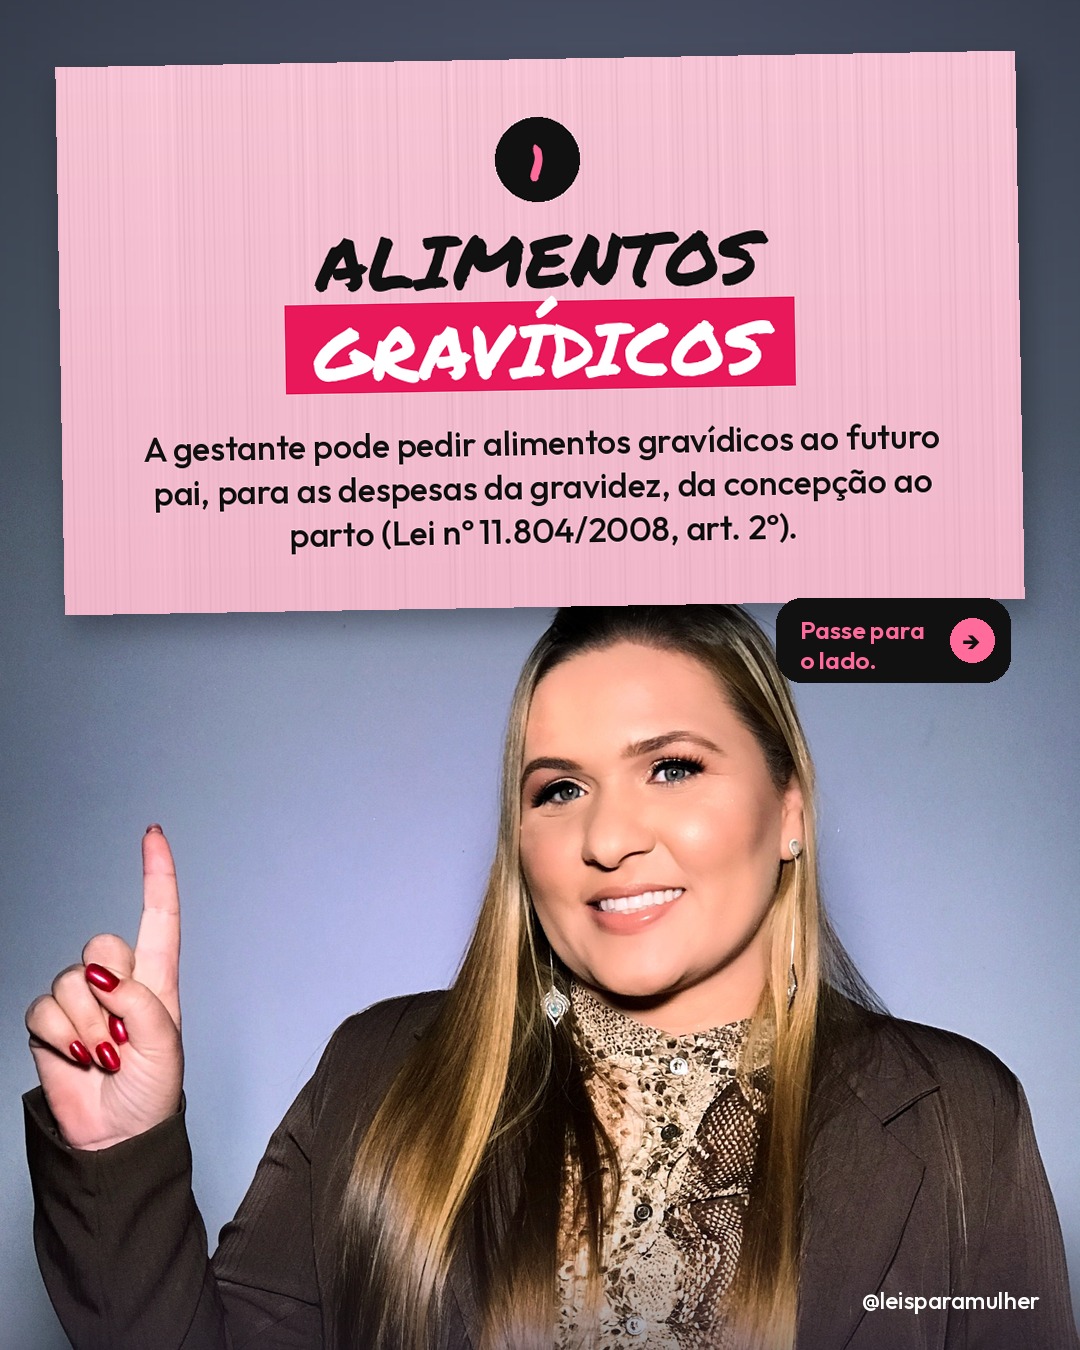 1
ALIMENTOS
GRAVÍDICOS
A gestante pode pedir alimentos gravídicos ao futuro
pai, para as despesas da gravidez, da concepção ao
parto (Lei nº 11.804/2008, art. 2º).
Passe para
o lado.
@leisparamulher